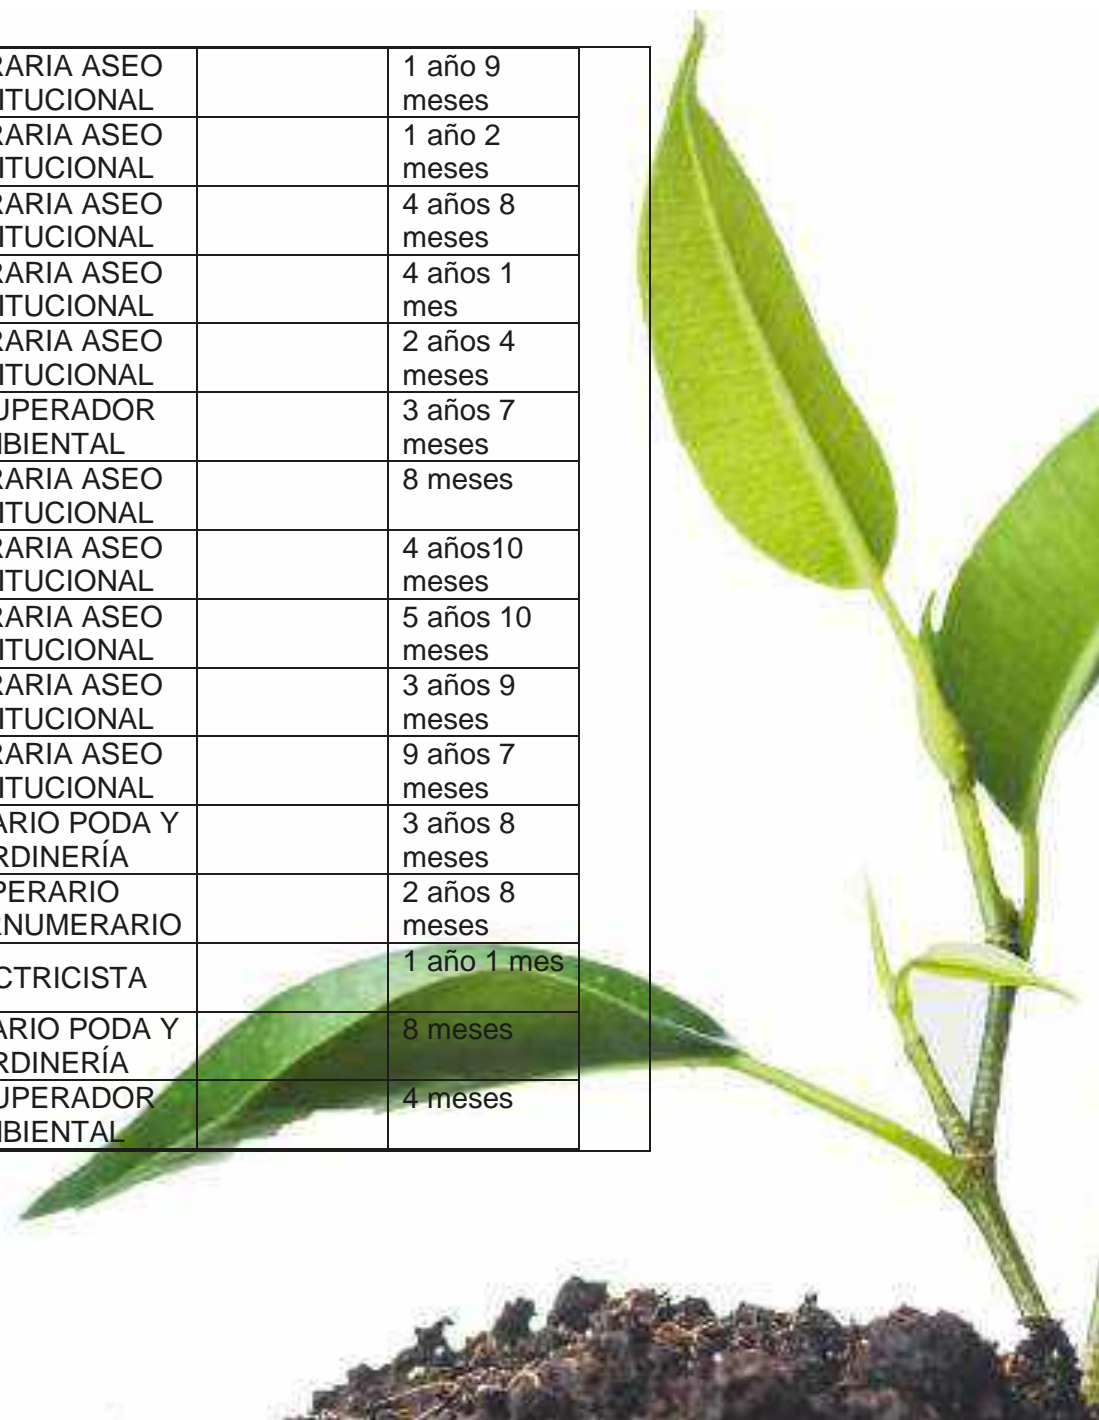 RARIA ASEO 1 año 9
ITUCIONAL meses
RARIA ASEO 1 año 2
ITUCIONAL meses
RARIA ASEO 4 años 8
ITUCIONAL meses
RARIA ASEO 4 años 1
ITUCIONAL mes
RARIA ASEO 2 años 4
ITUCIONAL meses
UPERADOR 3 años 7
MBIENTAL meses
RARIA ASEO 8 meses
ITUCIONAL
RARIA ASEO 4 años10
ITUCIONAL meses
RARIA ASEO 5 años 10
ITUCIONAL meses
RARIA ASEO 3 años 9
ITUCIONAL meses
RARIA ASEO 9 años 7
ITUCIONAL meses
ARIO PODA Y 3 años 8
RDINERÍA meses
PERARIO 2 años 8
RNUMERARIO meses
CTRICISTA 1 año 1 mes
ARIO PODA Y 8 meses
RDINERÍA
UPERADOR 4 meses
MBIENTAL